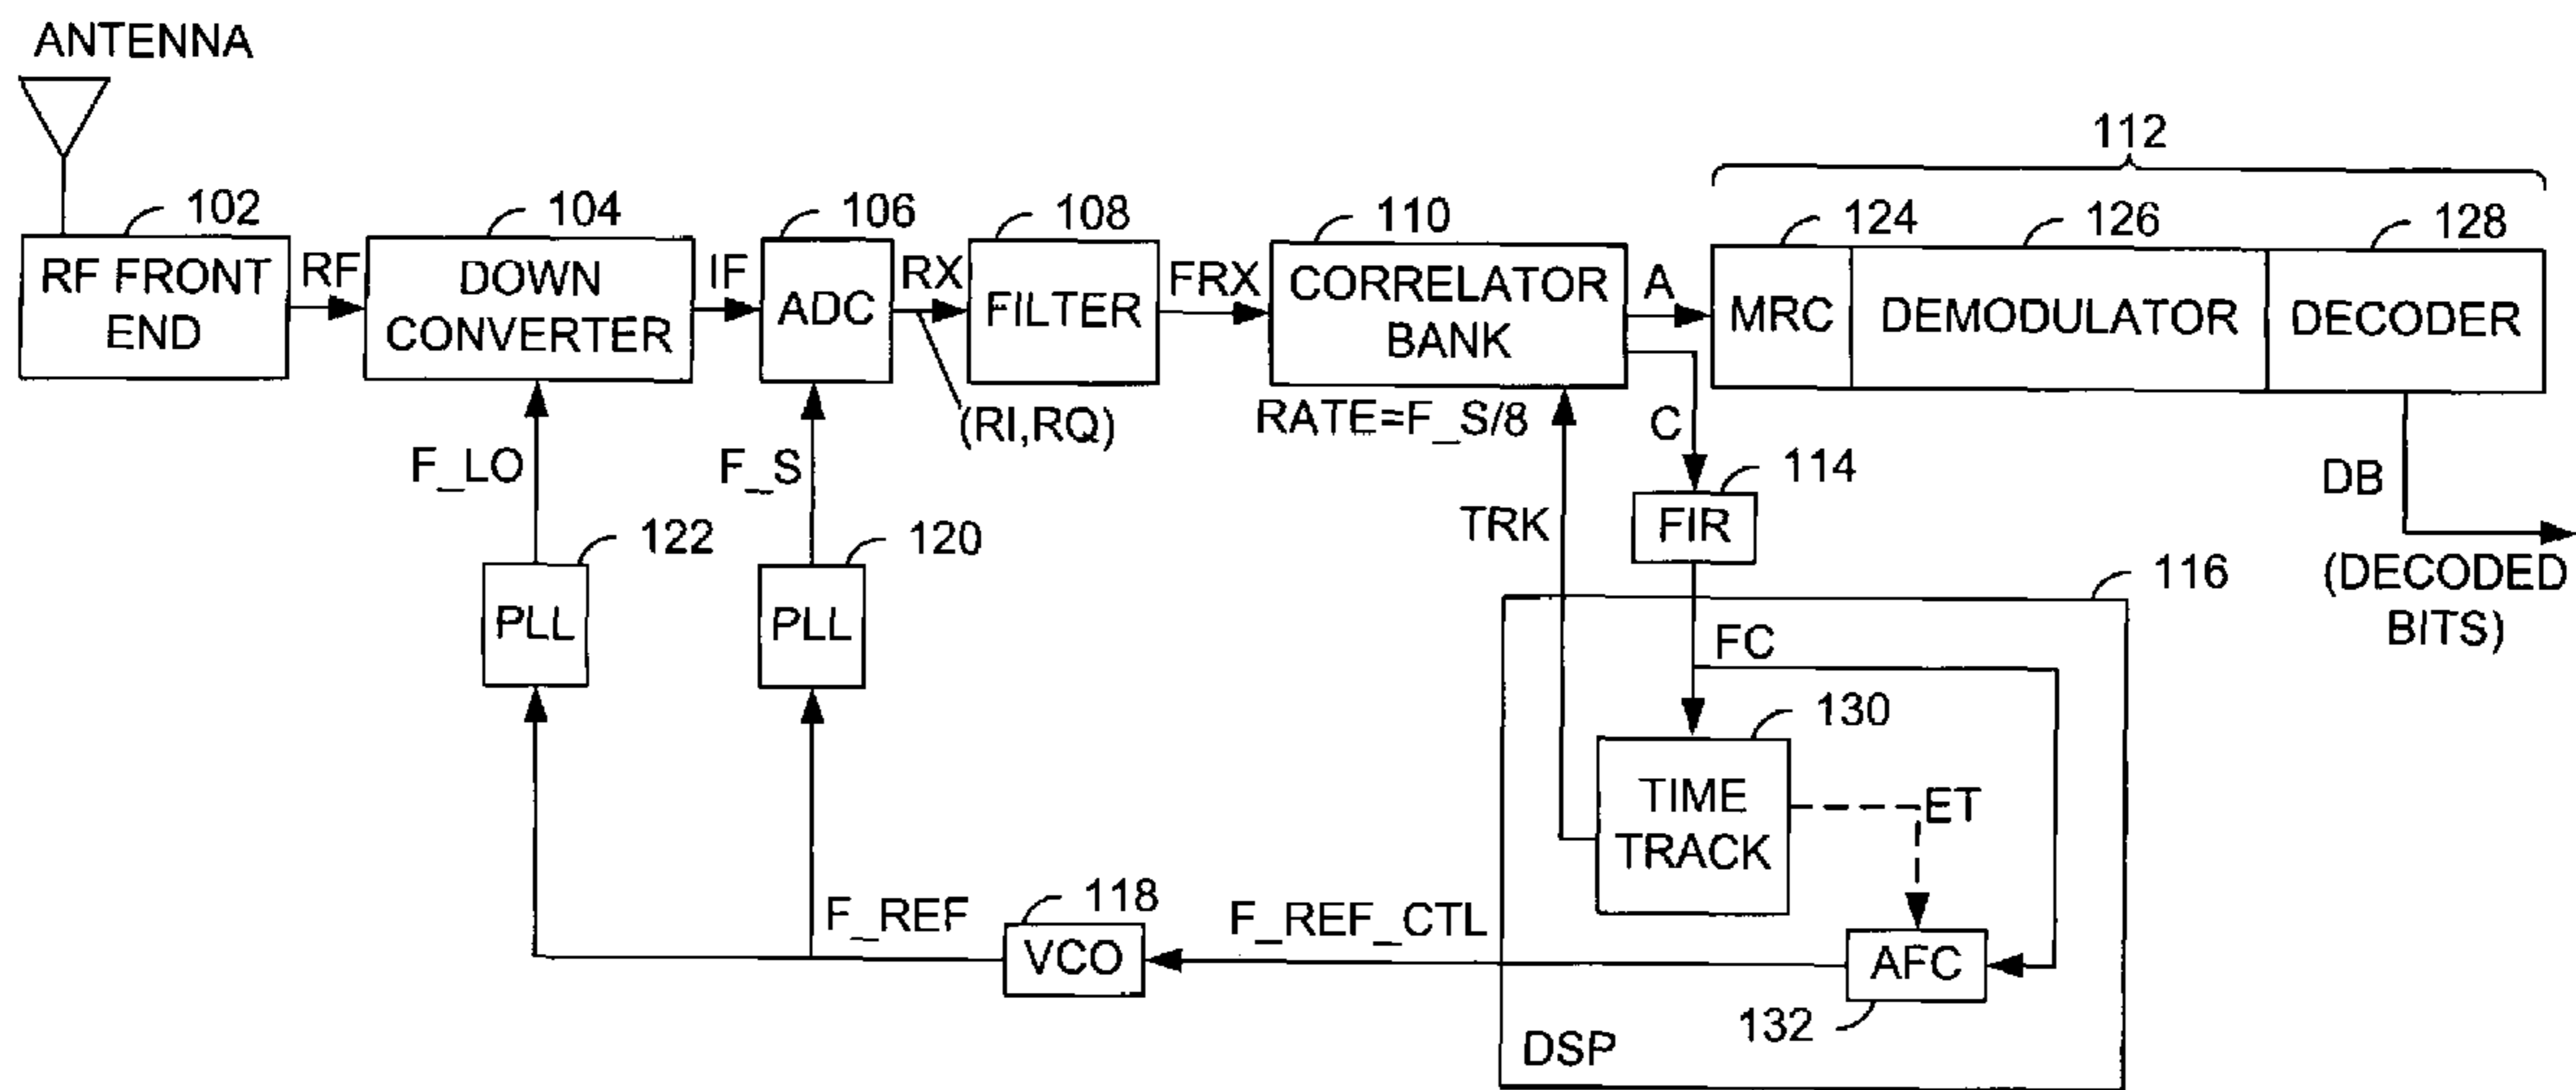 ANTENNA
112
102
104
106
108
110
124
126
128
RF FRONT
END
RF
DOWN
CONVERTER
IF
ADC
RX
FILTER
FRX
CORRELATOR
BANK
A
MRC
DEMODULATOR
DECODER
(RI,RQ)
RATE=F_S/8
C
F_LO
F_S
TRK
114
FIR
DB
(DECODED
BITS)
122
120
116
PLL
PLL
FC
130
TIME
TRACK
ET
F_REF
118
VCO
F_REF_CTL
AFC
132
DSP